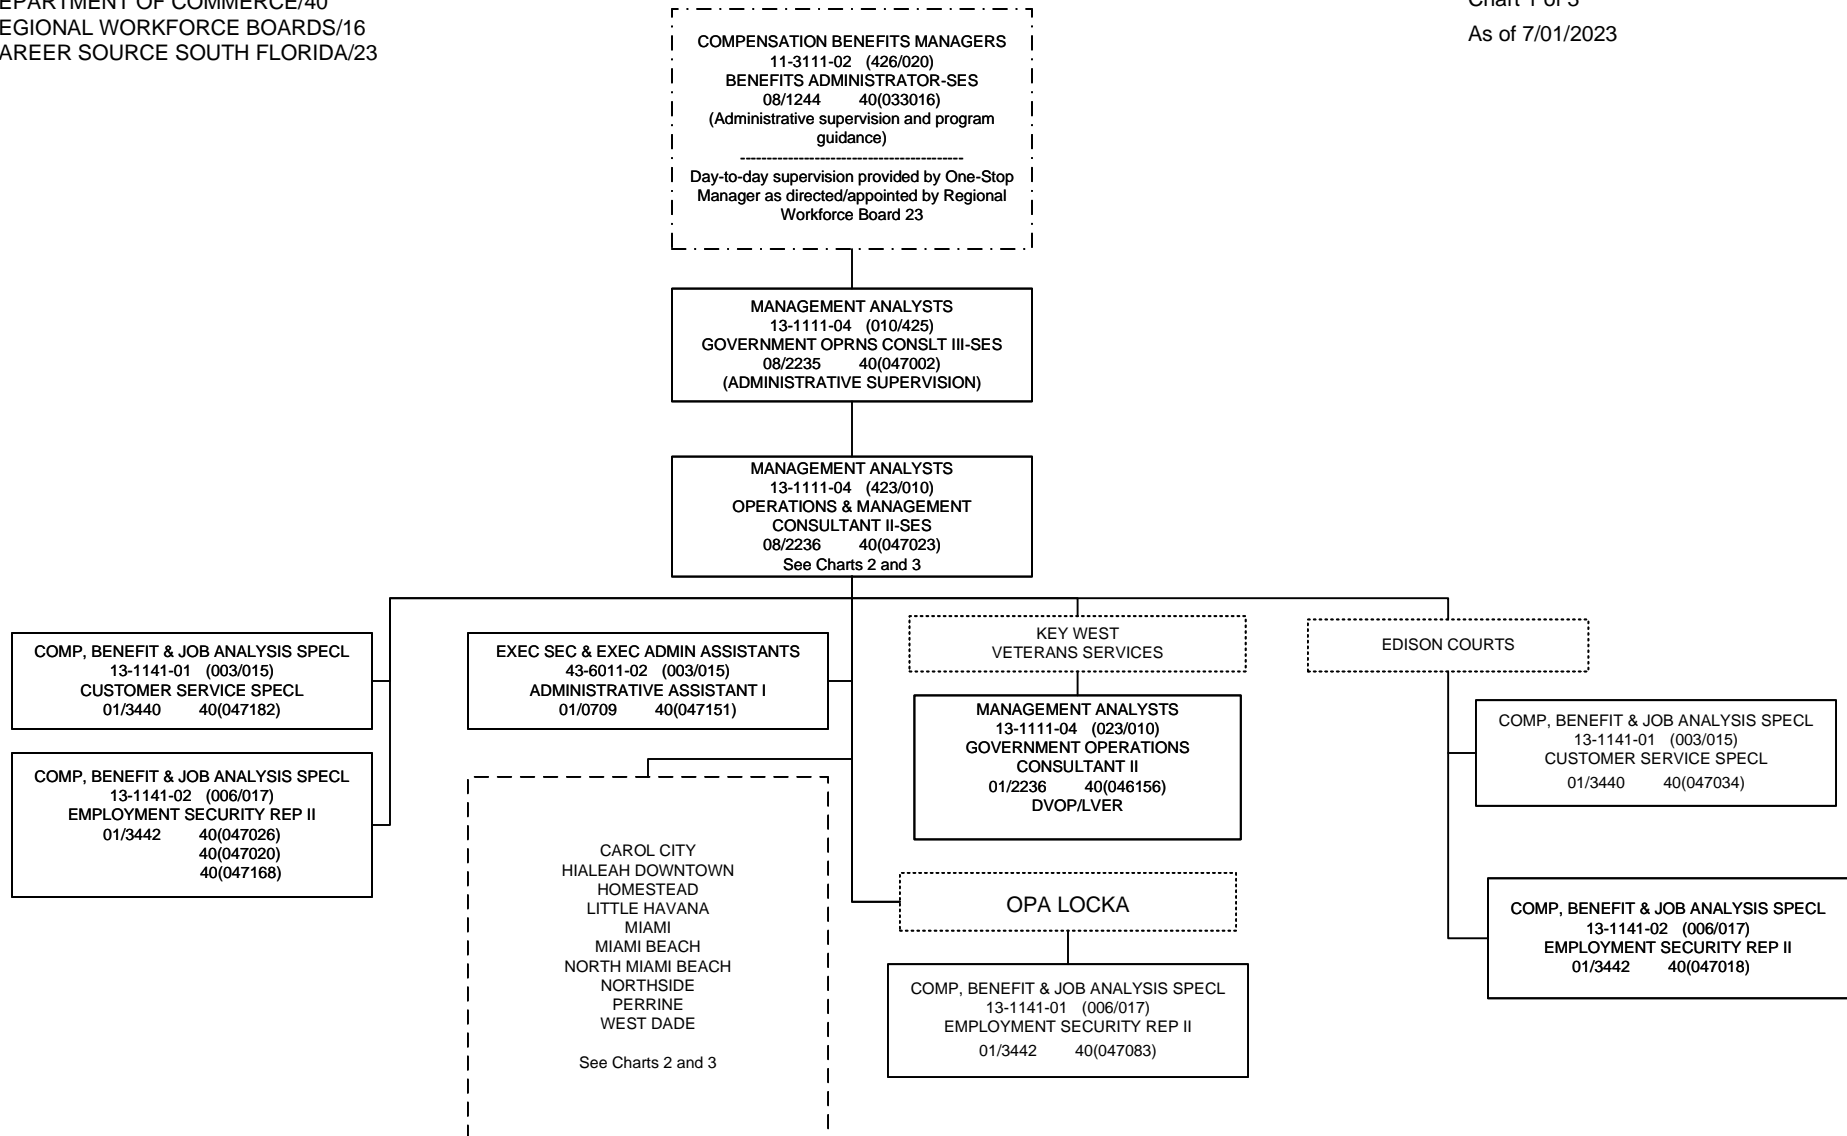 EPARTMENT OF COMMERCE/40
EGIONAL WORKFORCE BOARDS/16
AREER SOURCE SOUTH FLORIDA/23
Chart 1 of 3
As of 7/01/2023
COMPENSATION BENEFITS MANAGERS
11-3111-02 (426/020)
BENEFITS ADMINISTRATOR-SES
08/1244 40(033016)
(Administrative supervision and program
guidance)
-------------------------------------------
Day-to-day supervision provided by One-Stop
Manager as directed/appointed by Regional
Workforce Board 23
MANAGEMENT ANALYSTS
13-1111-04 (010/425)
GOVERNMENT OPRNS CONSLT III-SES
08/2235 40(047002)
(ADMINISTRATIVE SUPERVISION)
MANAGEMENT ANALYSTS
13-1111-04 (423/010)
OPERATIONS & MANAGEMENT
CONSULTANT II-SES
08/2236 40(047023)
See Charts 2 and 3
COMP, BENEFIT & JOB ANALYSIS SPECL
13-1141-01 (003/015)
CUSTOMER SERVICE SPECL
01/3440 40(047182)
COMP, BENEFIT & JOB ANALYSIS SPECL
13-1141-02 (006/017)
EMPLOYMENT SECURITY REP II
01/3442 40(047026)
40(047020)
40(047168)
EXEC SEC & EXEC ADMIN ASSISTANTS
43-6011-02 (003/015)
ADMINISTRATIVE ASSISTANT I
01/0709 40(047151)
CAROL CITY
HIALEAH DOWNTOWN
HOMESTEAD
LITTLE HAVANA
MIAMI
MIAMI BEACH
NORTH MIAMI BEACH
NORTHSIDE
PERRINE
WEST DADE
See Charts 2 and 3
KEY WEST
VETERANS SERVICES
MANAGEMENT ANALYSTS
13-1111-04 (023/010)
GOVERNMENT OPERATIONS
CONSULTANT II
01/2236 40(046156)
DVOP/LVER
OPA LOCKA
COMP, BENEFIT & JOB ANALYSIS SPECL
13-1141-01 (006/017)
EMPLOYMENT SECURITY REP II
01/3442 40(047083)
EDISON COURTS
COMP, BENEFIT & JOB ANALYSIS SPECL
13-1141-01 (003/015)
CUSTOMER SERVICE SPECL
01/3440 40(047034)
COMP, BENEFIT & JOB ANALYSIS SPECL
13-1141-02 (006/017)
EMPLOYMENT SECURITY REP II
01/3442 40(047018)